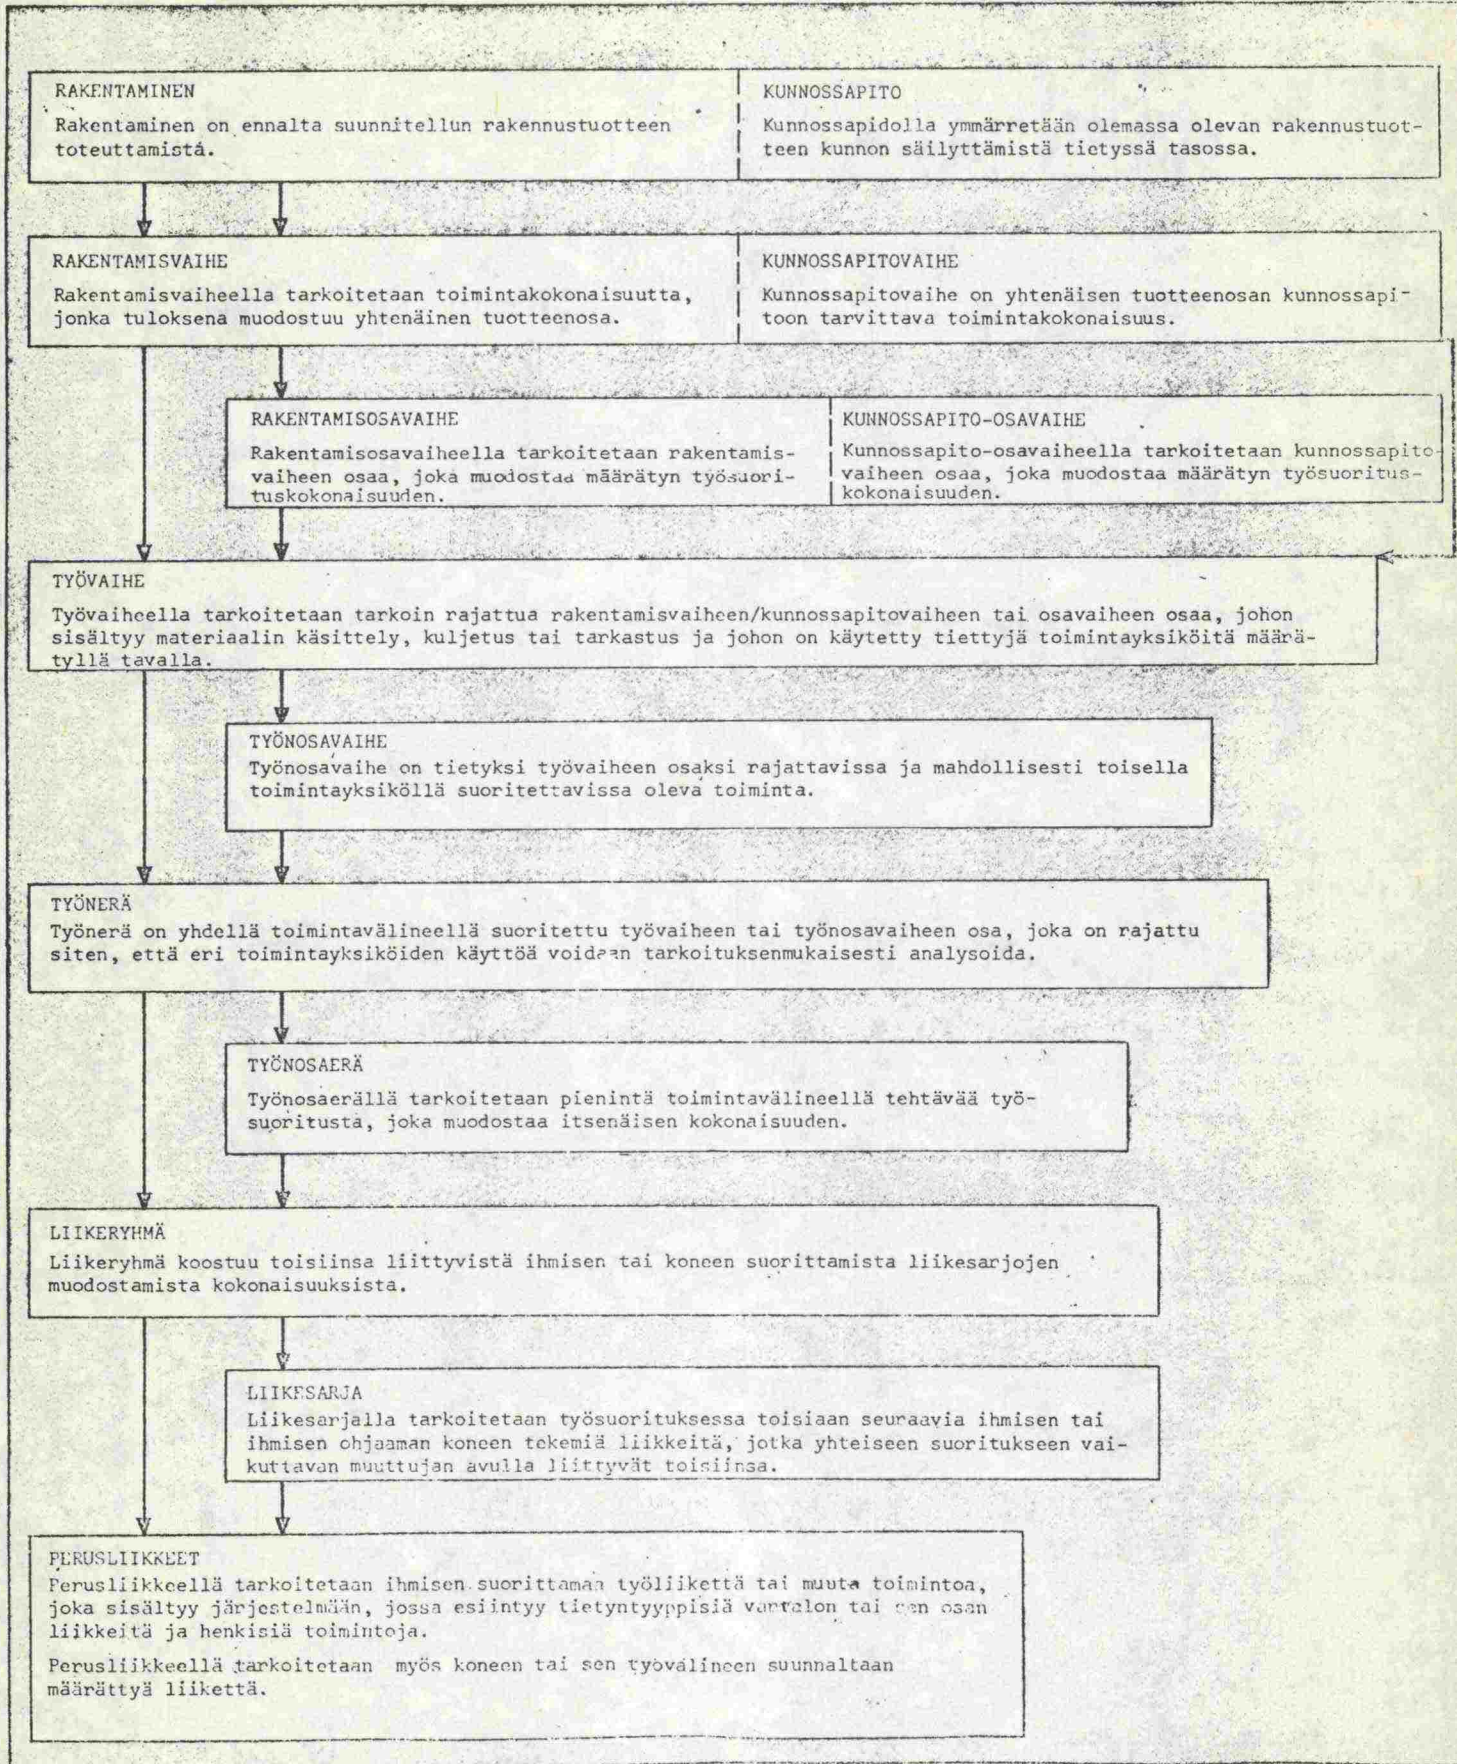 RAKENTAMINEN
Rakentaminen on ennalta suunnitellun rakennustuotteen
toteuttamista.
KUNNOSSAPITO
Kunnossapidolla ymmärretään olemassa olevan rakennustuot-
teen kunnon säilyttämistä tietyssä tasossa.
RAKENTAMISVAIHE
Rakentamisvaiheella tarkoitetaan toimintakokonaisuutta,
jonka tuloksena muodostuu yhtenäinen tuotteenosa.
KUNNOSSAPITOVAIHE
Kunnossapitovaihe on yhtenäisen tuotteenosan kunnossapi-
toon tarvittava toimintakokonaisuus.
RAKENTAMISOSAVAIHE
Rakentamisosavaiheella tarkoitetaan rakentamis-
vaiheen osaa, joka muodostaa määrätyn työsuori-
tuskokonaisuuden.
KUNNOSSAPITO-OSAVAIHE
Kunnossapito-osavaiheella tarkoitetaan kunnossapito-
vaiheen osaa, joka muodostaa määrätyn työsuoritus-
kokonaisuuden.
TYÖVAIHE
Työvaiheella tarkoitetaan tarkoin rajattua rakentamisvaiheen/kunnossapitovaiheen tai osavaiheen osaa, johon
sisältyy materiaalin käsittely, kuljetus tai tarkastus ja johon on käytetty tiettyjä toimintayksiköitä määrä-
tyllä tavalla.
TYÖNOSAVAIHE
Työnosavaihe on tietyksi työvaiheen osaksi rajattavissa ja mahdollisesti toisella
toimintayksiköllä suoritettavissa oleva toiminta.
TYÖNERÄ
Työnerä on yhdellä toimintavälineellä suoritettu työvaiheen tai työnosavaiheen osa, joka on rajattu
siten, että eri toimintayksiköiden käyttöä voidaan tarkoituksenmukaisesti analysoida.
TYÖNOSAERÄ
Työnosaerällä tarkoitetaan pienintä toimintavälineellä tehtävää työ-
suoritusta, joka muodostaa itsenäisen kokonaisuuden.
LIIKERYHMÄ
Liikeryhmä koostuu toisiinsa liittyvistä ihmisen tai koneen suorittamista liikesarjojen
muodostamista kokonaisuuksista.
LIIKESARJA
Liikesarjalla tarkoitetaan työsuorituksessa toisiaan seuraavia ihmisen tai
ihmisen ohjaaman koneen tekemiä liikkeitä, jotka yhteiseen suoritukseen vai-
kuttavan muuttujan avulla liittyvät toisiinsa.
PERUSLIIKKEET
Perusliikkeellä tarkoitetaan ihmisen suorittamaa työliikettä tai muuta toimintoa,
joka sisältyy järjestelmään, jossa esiintyy tietyntyyppisiä vartalon tai sen osan
liikkeitä ja henkisiä toimintoja.
Perusliikkeellä tarkoitetaan myös koneen tai sen työvälineen suunnaltaan
määrättyä liikettä.